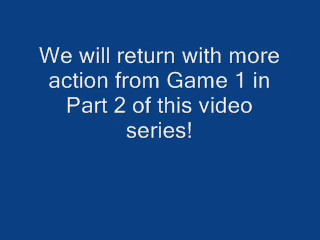 We will return with more
action from Game 1 in
Part 2 of this video
series!